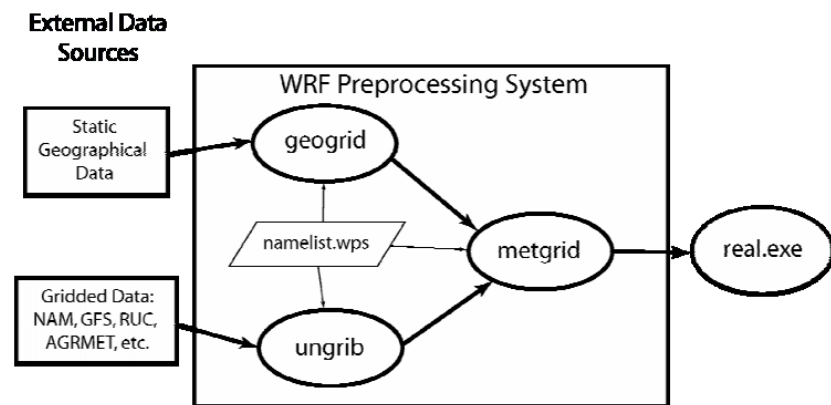 External Data
Sources
WRF Preprocessing System
Static
Geographical
Data
geogrid
namelist.wps
metgrid
real.exe
Gridded Data:
NAM, GFS, RUC,
AGRMET, etc.
ungrib